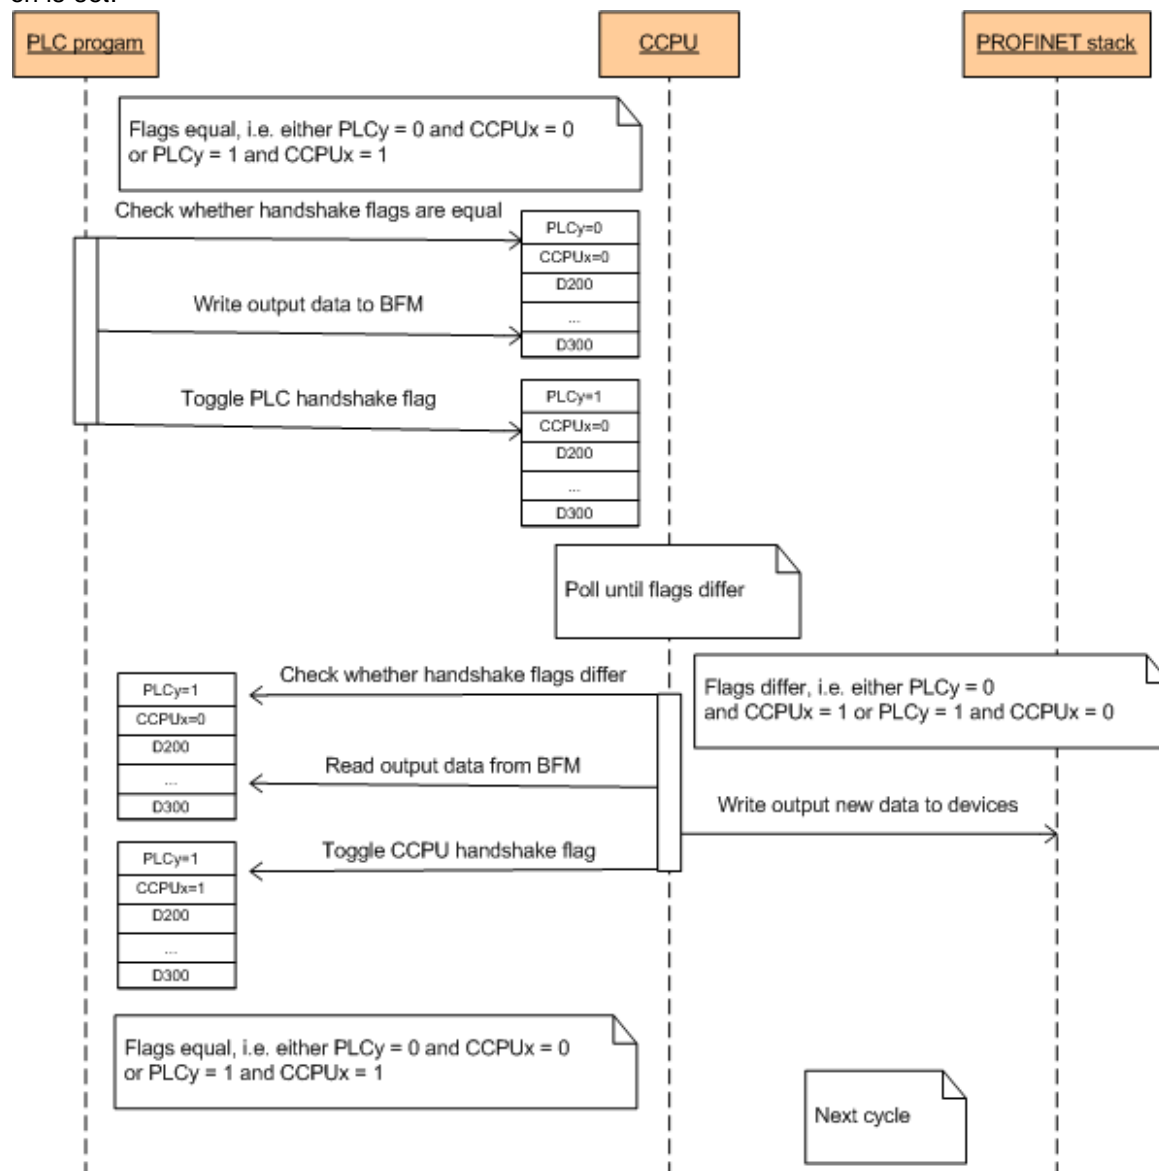 PLC progam
CCPU
PROFINET stack
Flags equal, i.e. either PLCy = 0 and CCPUx = 0
or PLCy = 1 and CCPUx = 1
Check whether handshake flags are equal
PLCy=0
CCPUx=0
D200
...
D300
Write output data to BFM
Toggle PLC handshake flag
PLCy=1
CCPUx=0
D200
...
D300
Poll until flags differ
Check whether handshake flags differ
Flags differ, i.e. either PLCy = 0
and CCPUx = 1 or PLCy = 1 and CCPUx = 0
PLCy=1
CCPUx=0
D200
...
D300
Read output data from BFM
Write output new data to devices
Toggle CCPU handshake flag
PLCy=1
CCPUx=1
D200
...
D300
Flags equal, i.e. either PLCy = 0 and CCPUx = 0
or PLCy = 1 and CCPUx = 1
Next cycle